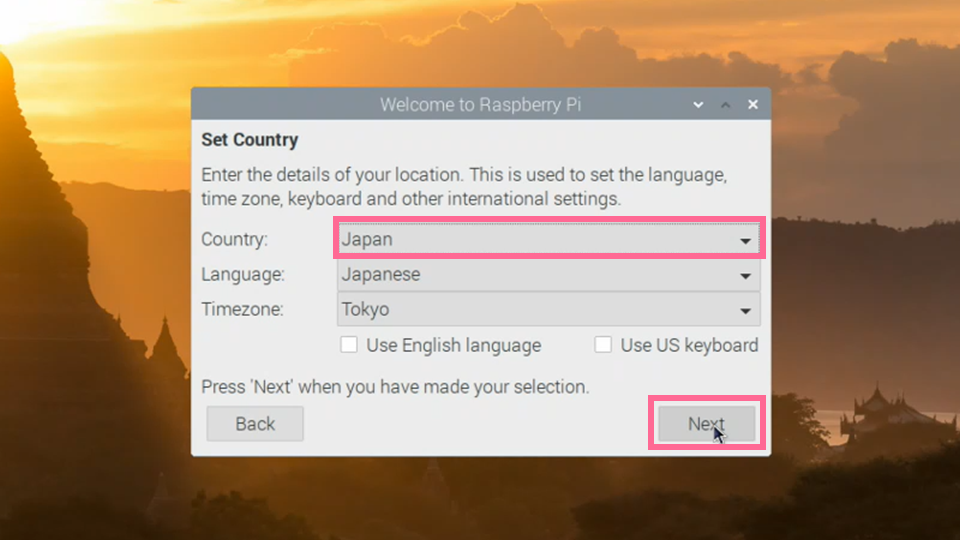 Welcome to Raspberry Pi
Set Country
Enter the details of your location. This is used to set the language,
time zone, keyboard and other international settings.
Country: Japan
Language: Japanese
Timezone: Tokyo
Use English language Use US keyboard
Press 'Next' when you have made your selection.
Back Next